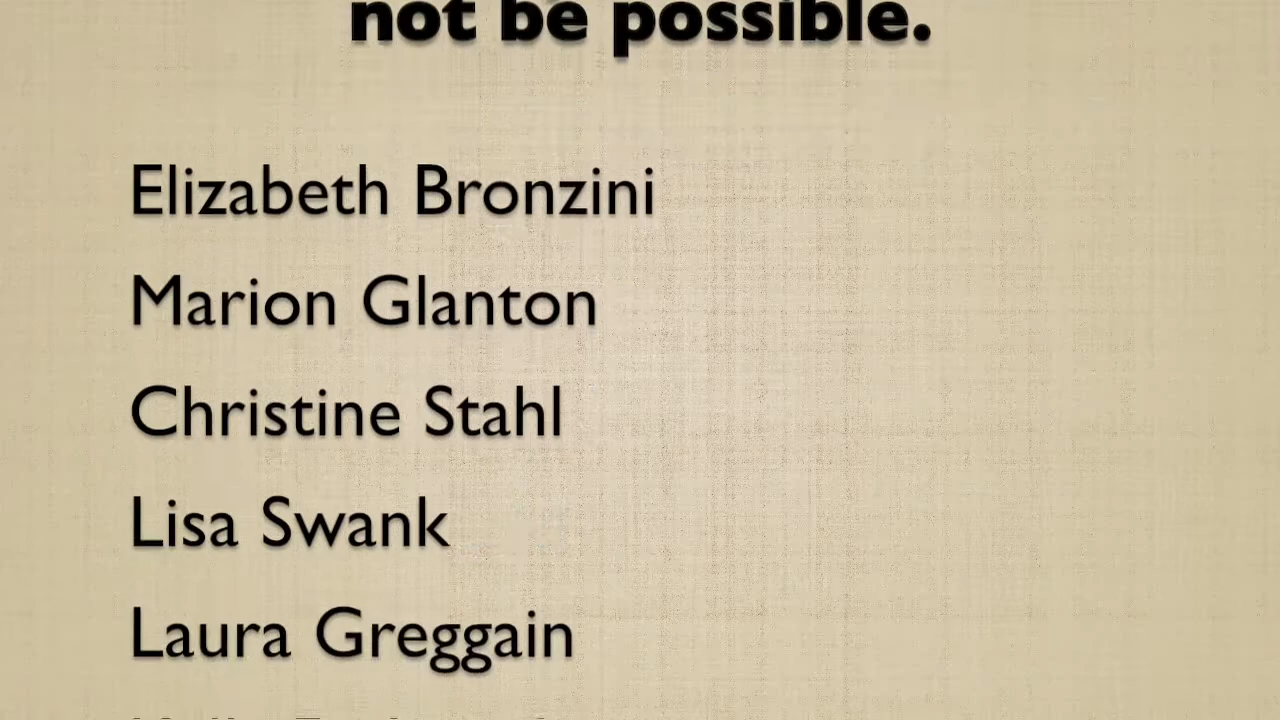 not be possible.
Elizabeth Bronzini
Marion Glanton
Christine Stahl
Lisa Swank
Laura Greggain